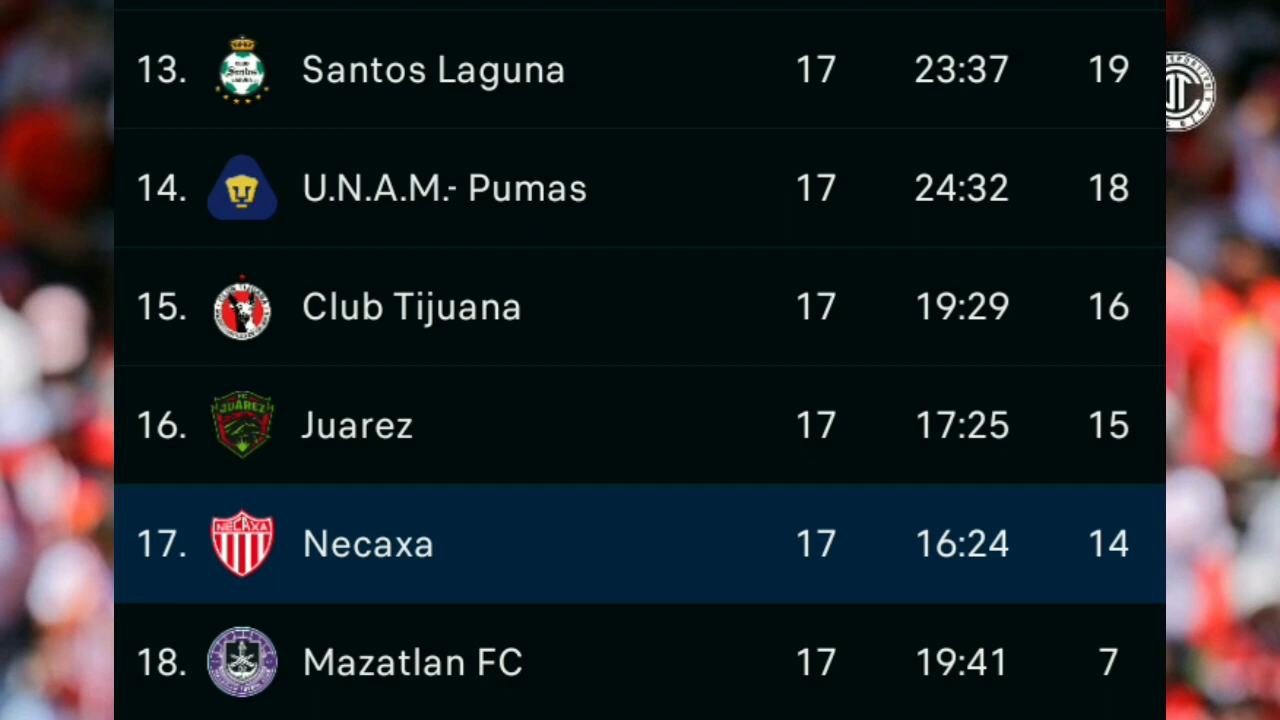 13. Santos Laguna 17 23:37 19
14. U.N.A.M.- Pumas 17 24:32 18
15. Club Tijuana 17 19:29 16
16. JUAREZ Juarez 17 17:25 15
17. NECAXA Necaxa 17 16:24 14
18. Mazatlan FC 17 19:41 7